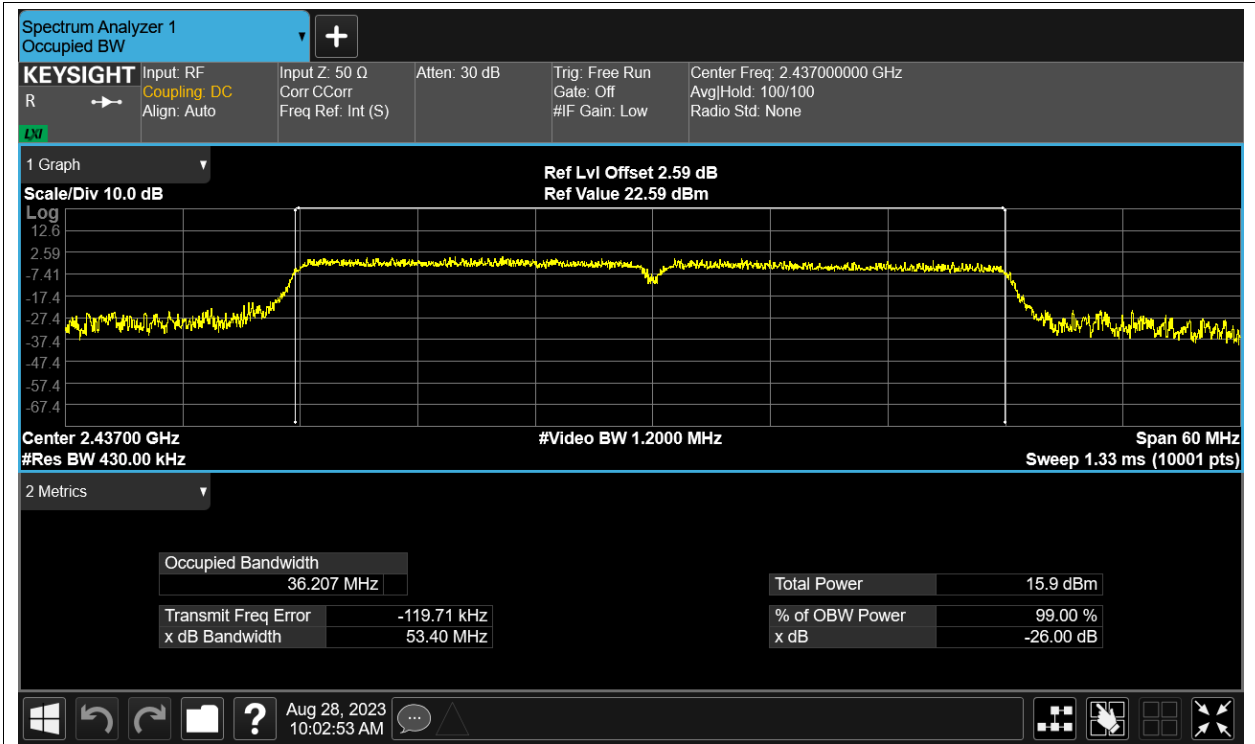 Spectrum Analyzer 1
Occupied BW
KEYSIGHT
R
LXI
Input: RF
Coupling: DC
Align: Auto
Input Z: 50 Ω
Corr CCorr
Freq Ref: Int (S)
Atten: 30 dB
Trig: Free Run
Gate: Off
#IF Gain: Low
Center Freq: 2.437000000 GHz
Avg|Hold: 100/100
Radio Std: None
1 Graph
Scale/Div 10.0 dB
Ref Lvl Offset 2.59 dB
Ref Value 22.59 dBm
Log
12.6
2.59
-7.41
-17.4
-27.4
-37.4
-47.4
-57.4
-67.4
Center 2.43700 GHz
#Video BW 1.2000 MHz
Span 60 MHz
#Res BW 430.00 kHz
Sweep 1.33 ms (10001 pts)
2 Metrics
Occupied Bandwidth
36.207 MHz
Total Power 15.9 dBm
Transmit Freq Error -119.71 kHz
% of OBW Power 99.00 %
x dB Bandwidth 53.40 MHz
x dB -26.00 dB
?
Aug 28, 2023
10:02:53 AM